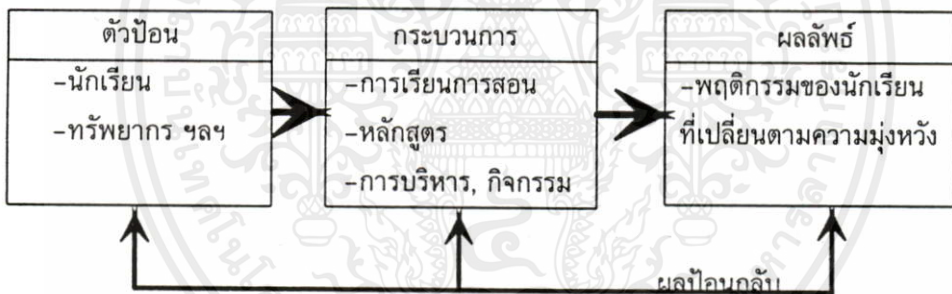 ตัวป้อน
-นักเรียน
-ทรัพยากร ฯลฯ
กระบวนการ
-การเรียนการสอน
-หลักสูตร
-การบริหาร, กิจกรรม
ผลลัพธ์
-พฤติกรรมของนักเรียน
ที่เปลี่ยนตามความมุ่งหวัง
ผลป้อนกลับ